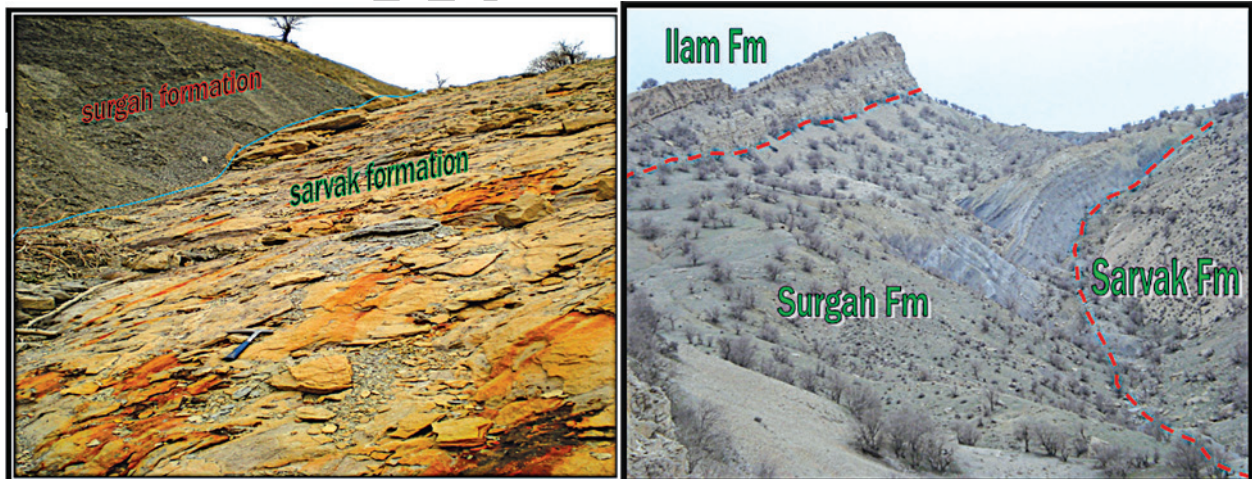 surgah formation
sarvak formation
Ilam Fm
Surgah Fm
Sarvak Fm